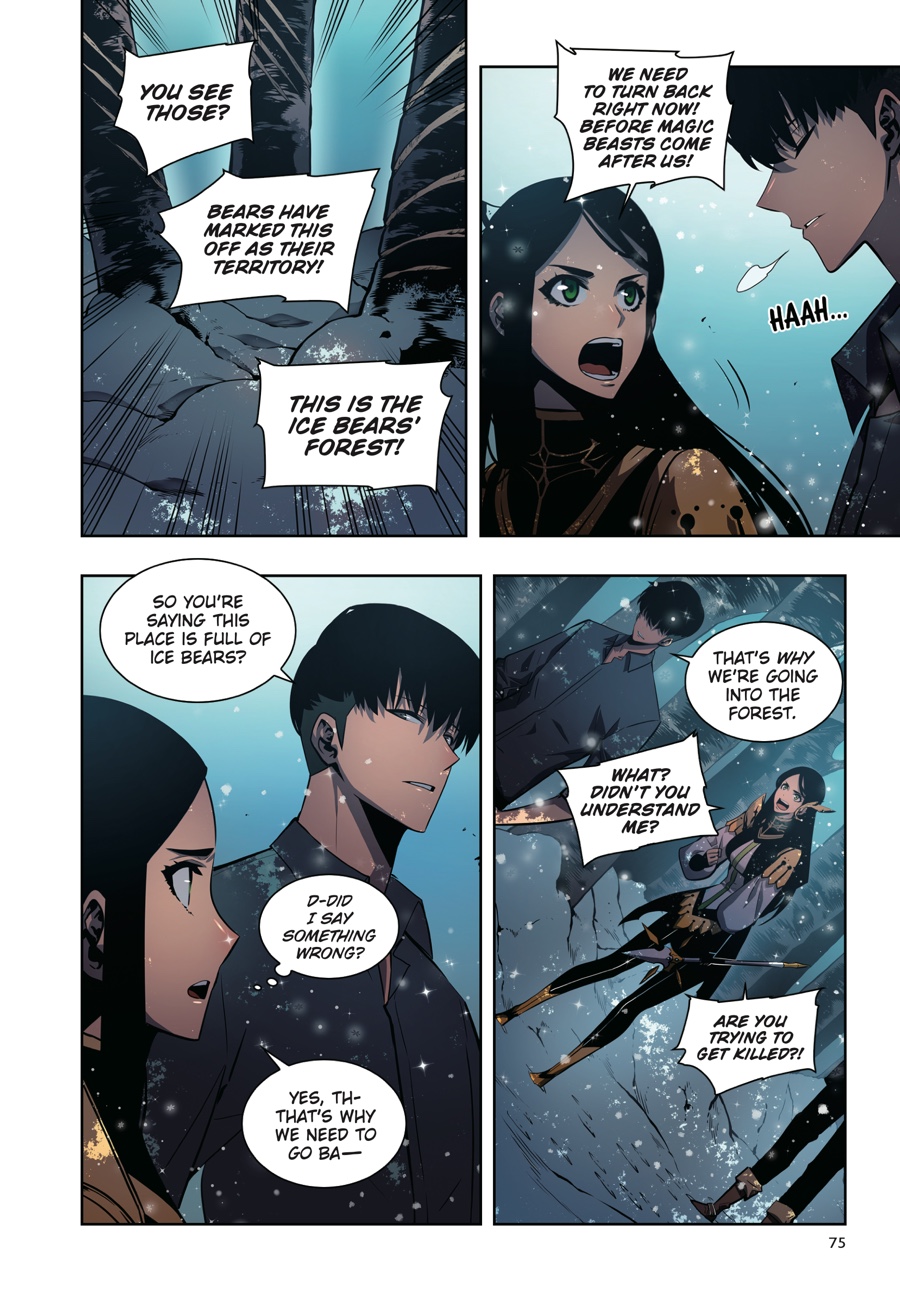 YOU SEE
THOSE?
BEARS HAVE
MARKED THIS
OFF AS THEIR
TERRITORY!
THIS IS THE
ICE BEARS'
FOREST!
WE NEED
TO TURN BACK
RIGHT NOW!
BEFORE MAGIC
BEASTS COME
AFTER US!
HAAH...
SO YOU'RE
SAYING THIS
PLACE IS FULL OF
ICE BEARS?
D-DID
I SAY
SOMETHING
WRONG?
YES, TH-
THAT'S WHY
WE NEED TO
GO BA—
THAT'S WHY
WE'RE GOING
INTO THE
FOREST.
WHAT?
DIDN'T YOU
UNDERSTAND
ME?
ARE YOU
TRYING TO
GET KILLED?!
75